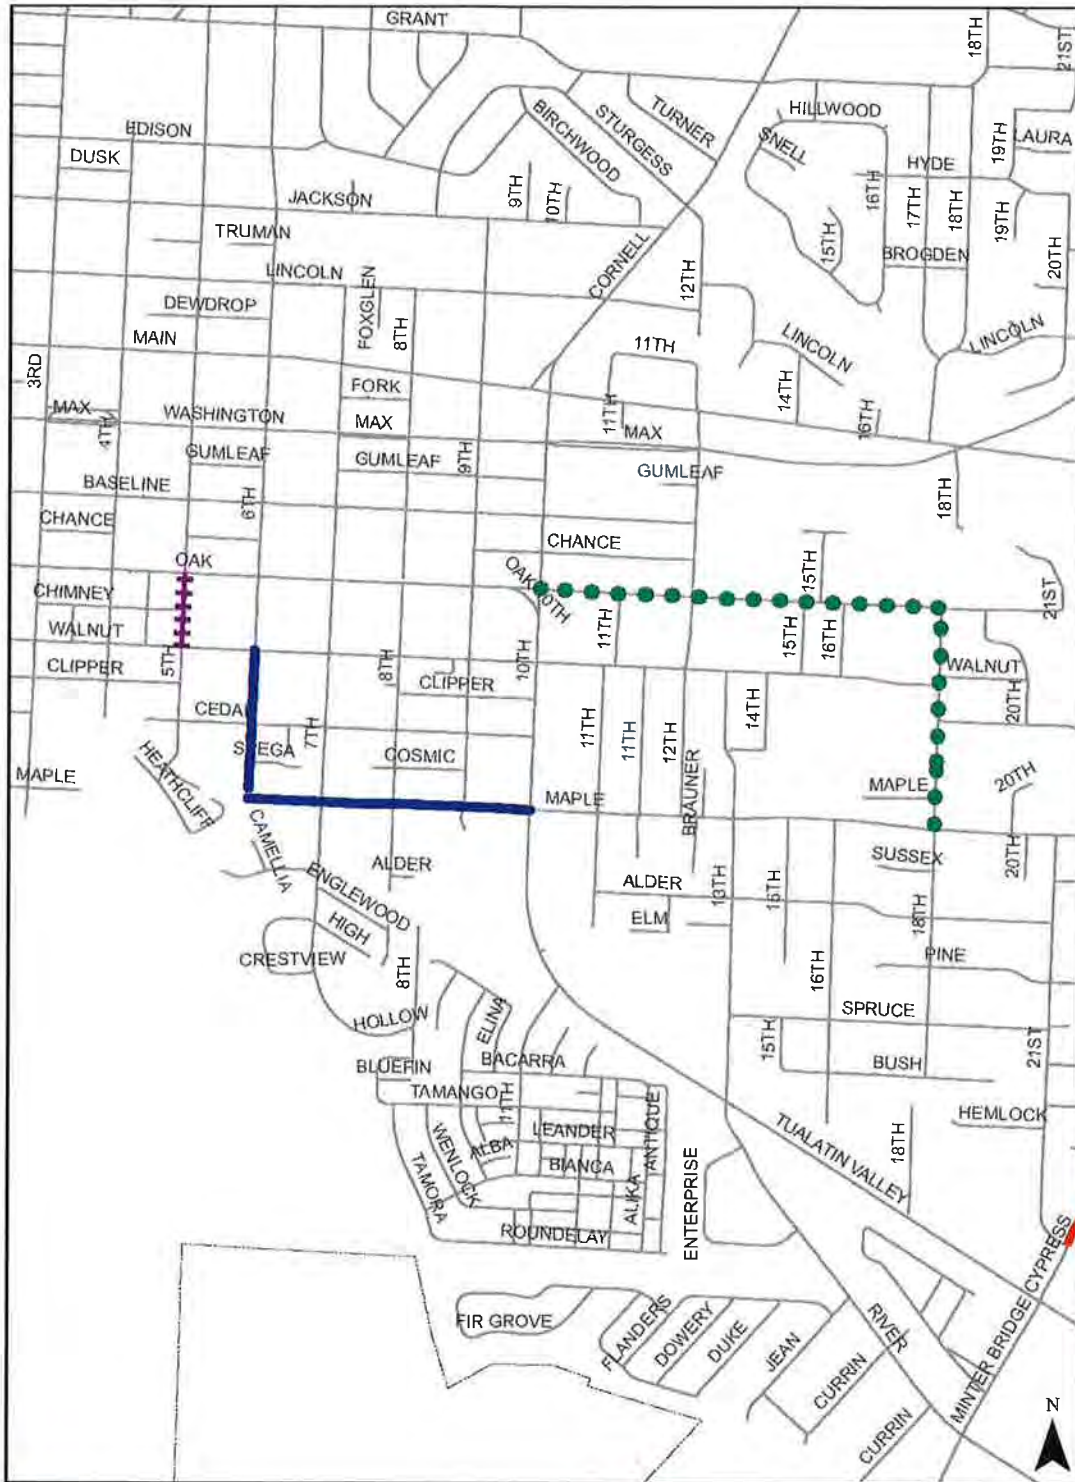 GRANT
18TH
21ST
EDISON
DUSK
BIRCHWOOD
STURGESS
TURNER
HILLWOOD
SNELL
19TH
LAURA
HYDE
JACKSON
9TH
10TH
16TH
17TH
18TH
19TH
TRUMAN
15TH
BROGDEN
20TH
LINCOLN
CORNELL
12TH
DEWDROP
FOXGLEN
8TH
MAIN
11TH
LINCOLN
LINCOLN
3RD
FORK
14TH
MAX
4TH
WASHINGTON
MAX
11TH
MAX
16TH
GUMLEAF
GUMLEAF
9TH
GUMLEAF
BASELINE
6TH
18TH
CHANCE
CHANCE
OAK
OAK
10TH
15TH
21ST
CHIMNEY
WALNUT
5TH
11TH
15TH
16TH
WALNUT
CLIPPER
8TH
CLIPPER
10TH
20TH
CEDAR
7TH
14TH
SHEGA
COSMIC
11TH
11TH
12TH
MAPLE
HEATHCLIFF
MAPLE
BRAUNER
MAPLE
20TH
CAMELLIA
ALDER
SUSSEX
20TH
ENGLEWOOD
ALDER
13TH
15TH
HIGH
ELM
18TH
CRESTVIEW
8TH
16TH
PINE
HOLLOW
ELINA
SPRUCE
15TH
21ST
BLUEFIN
BACARRA
BUSH
TAMANGO
11TH
LEANDER
ANTIQUE
HEMLOCK
WENLOCK
ALBA
BIANCA
TUALATIN VALLEY
18TH
TAMORA
ALIKA
ENTERPRISE
ROUNDELAY
CYPRESS
FIR GROVE
FLANDERS
DOWERY
DUKE
JEAN
RIVER
MINTER BRIDGE
CURRIN
CURRIN
N